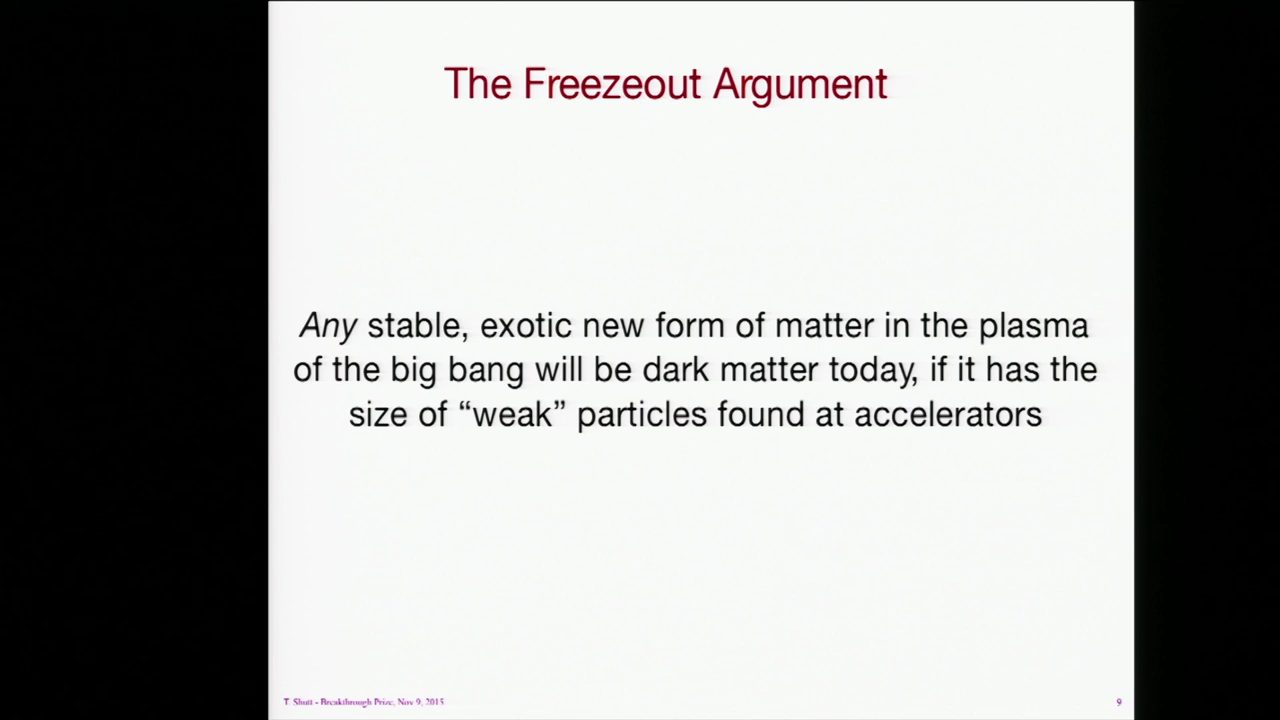 The Freezeout Argument
Any stable, exotic new form of matter in the plasma
of the big bang will be dark matter today, if it has the
size of “weak” particles found at accelerators
T. Shutt - Breakthrough Prize, Nov 9, 2015
9